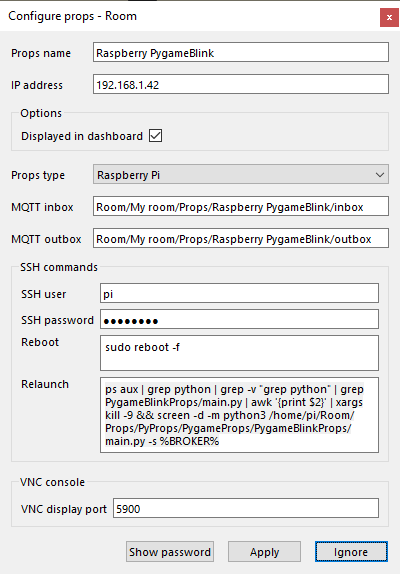 Configure props - Room
x
Props name Raspberry PygameBlink
IP address 192.168.1.42
Options
Displayed in dashboard
Props type Raspberry Pi
MQTT inbox Room/My room/Props/Raspberry PygameBlink/inbox
MQTT outbox Room/My room/Props/Raspberry PygameBlink/outbox
SSH commands
SSH user pi
SSH password ●●●●●●●●
Reboot sudo reboot -f
Relaunch ps aux | grep python | grep -v "grep python" | grep
PygameBlinkProps/main.py | awk '{print $2}' | xargs
kill -9 && screen -d -m python3 /home/pi/Room/
Props/PyProps/PygameProps/PygameBlinkProps/
main.py -s %BROKER%
VNC console
VNC display port 5900
Show password Apply Ignore